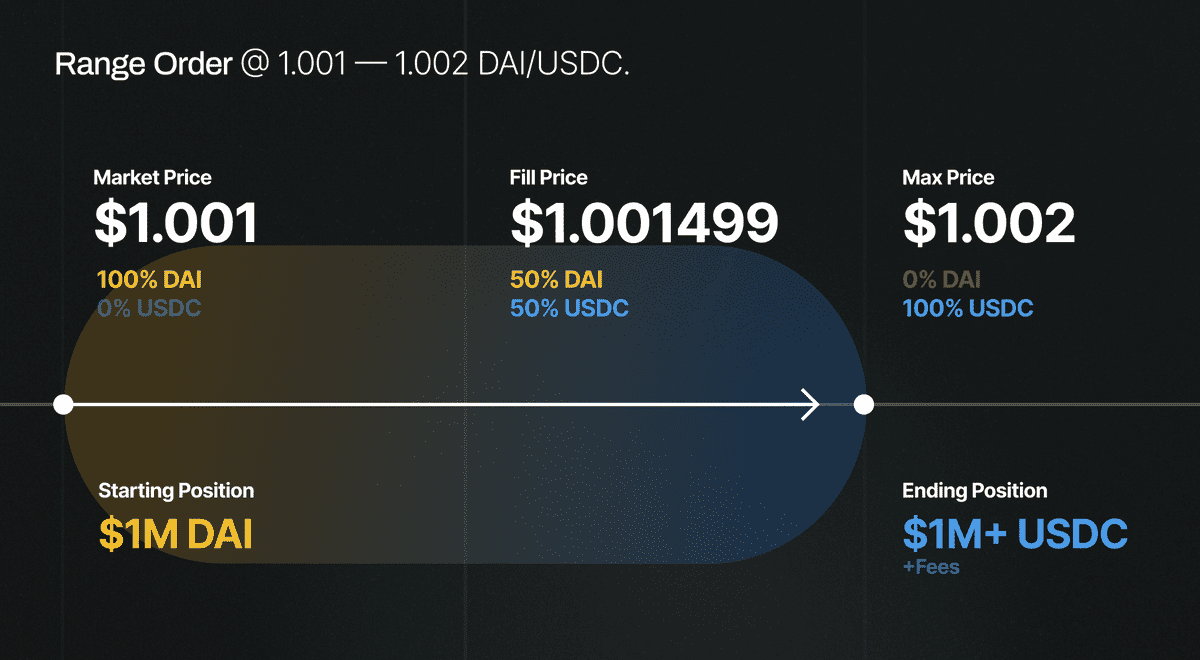 Range Order @ 1.001 — 1.002 DAI/USDC.
Market Price
$1.001
100% DAI
0% USDC
Fill Price
$1.001499
50% DAI
50% USDC
Max Price
$1.002
0% DAI
100% USDC
Starting Position
$1M DAI
Ending Position
$1M+ USDC
+Fees